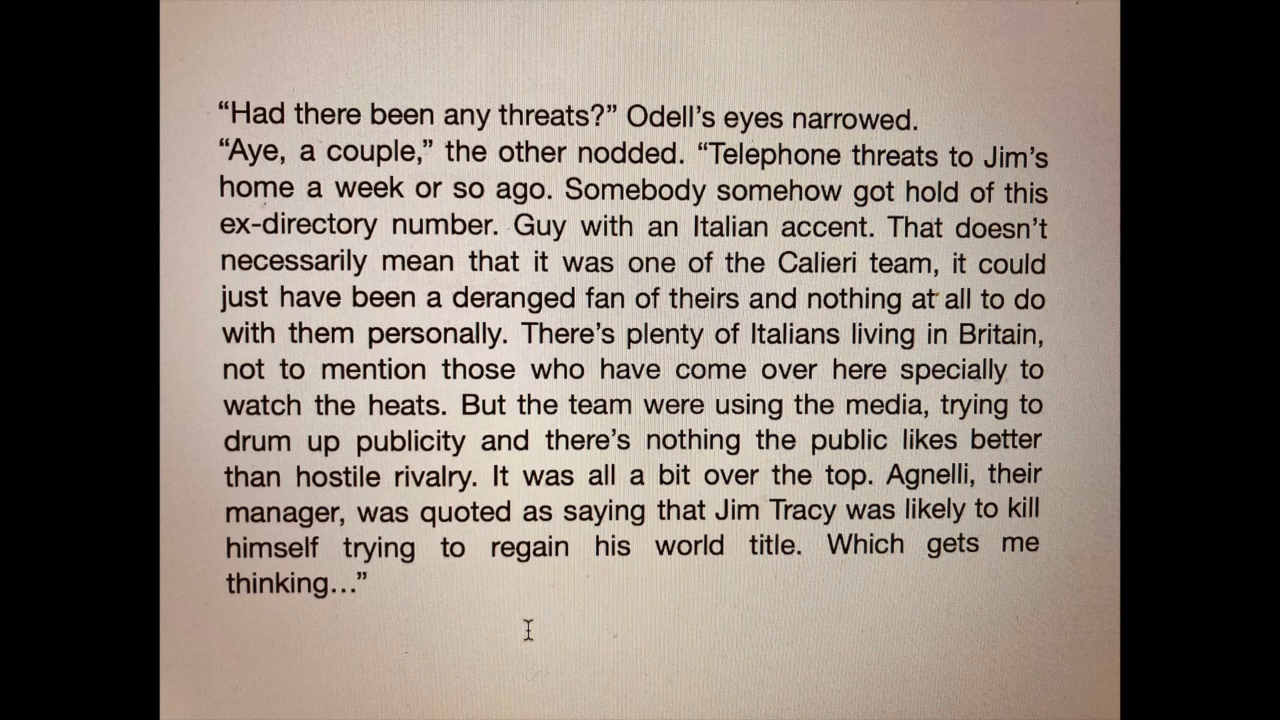 “Had there been any threats?” Odell’s eyes narrowed.
“Aye, a couple,” the other nodded. “Telephone threats to Jim’s
home a week or so ago. Somebody somehow got hold of this
ex-directory number. Guy with an Italian accent. That doesn’t
necessarily mean that it was one of the Calieri team, it could
just have been a deranged fan of theirs and nothing at all to do
with them personally. There’s plenty of Italians living in Britain,
not to mention those who have come over here specially to
watch the heats. But the team were using the media, trying to
drum up publicity and there’s nothing the public likes better
than hostile rivalry. It was all a bit over the top. Agnelli, their
manager, was quoted as saying that Jim Tracy was likely to kill
himself trying to regain his world title. Which gets me
thinking…”